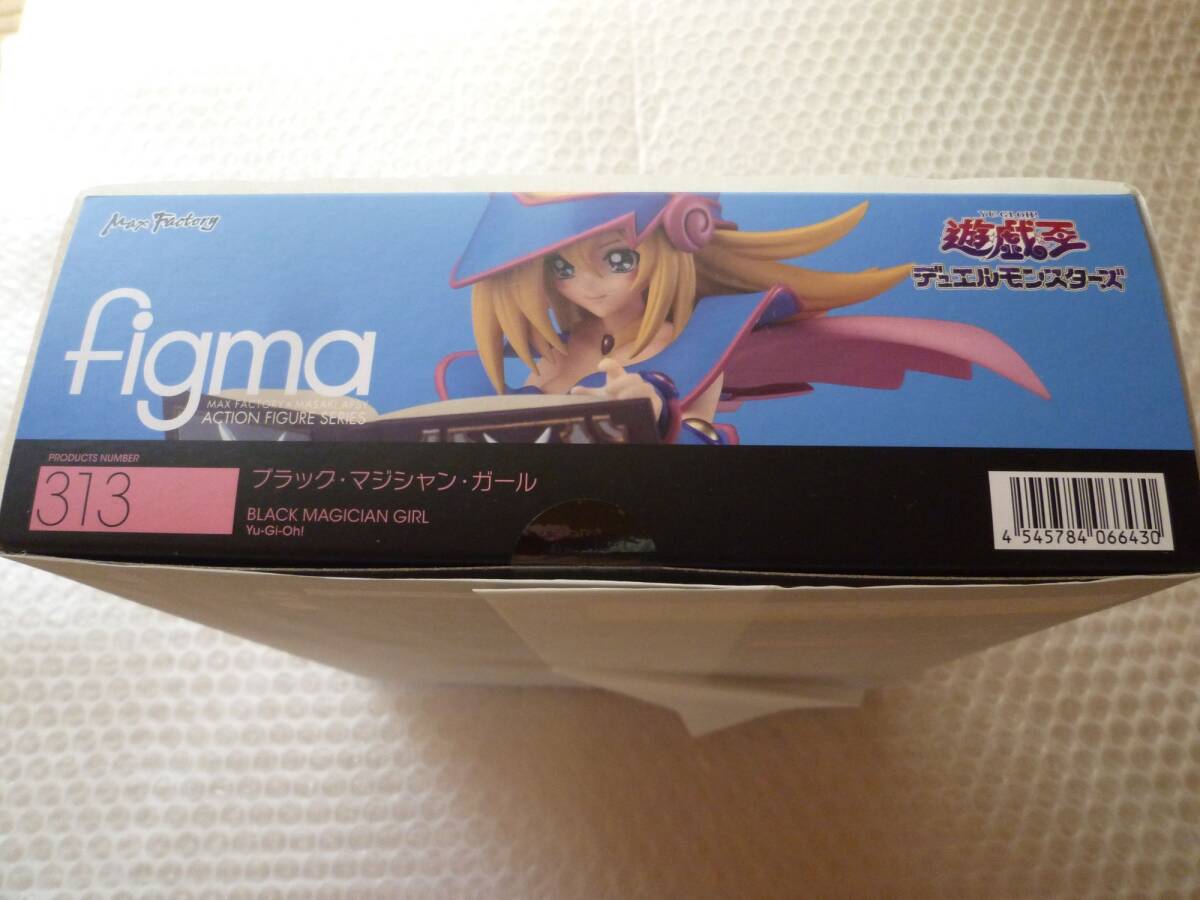 Max Factory
YU-GI-OH!
遊戯王
デュエルモンスターズ
figma
MAX FACTORY × MASAKI APSY
ACTION FIGURE SERIES
PRODUCTS NUMBER
313
ブラック・マジシャン・ガール
BLACK MAGICIAN GIRL
Yu-Gi-Oh!
4 545784 066430